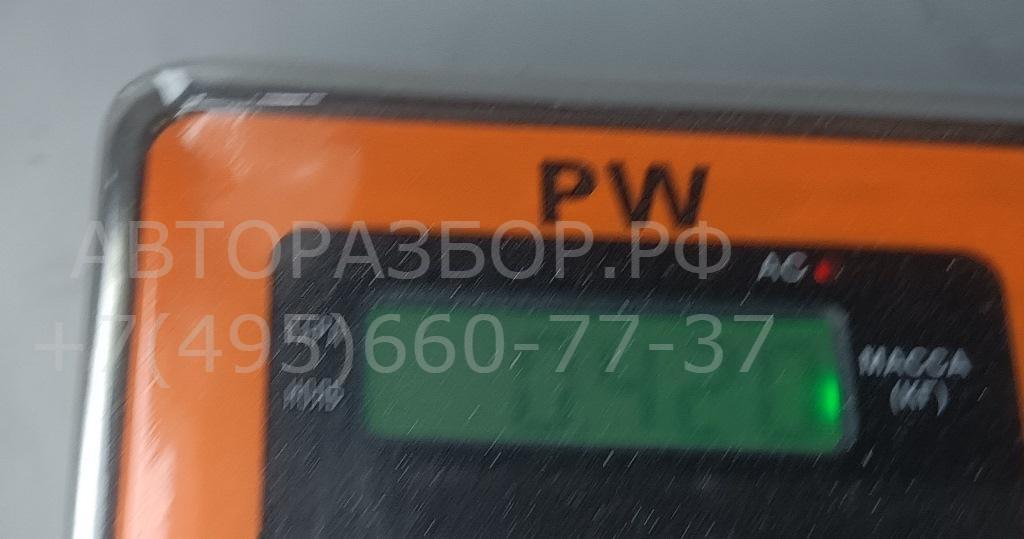 PW
АВТОРАЗБОР.РФ
AC
+7(495)660-77-37
МАССА
(КГ)